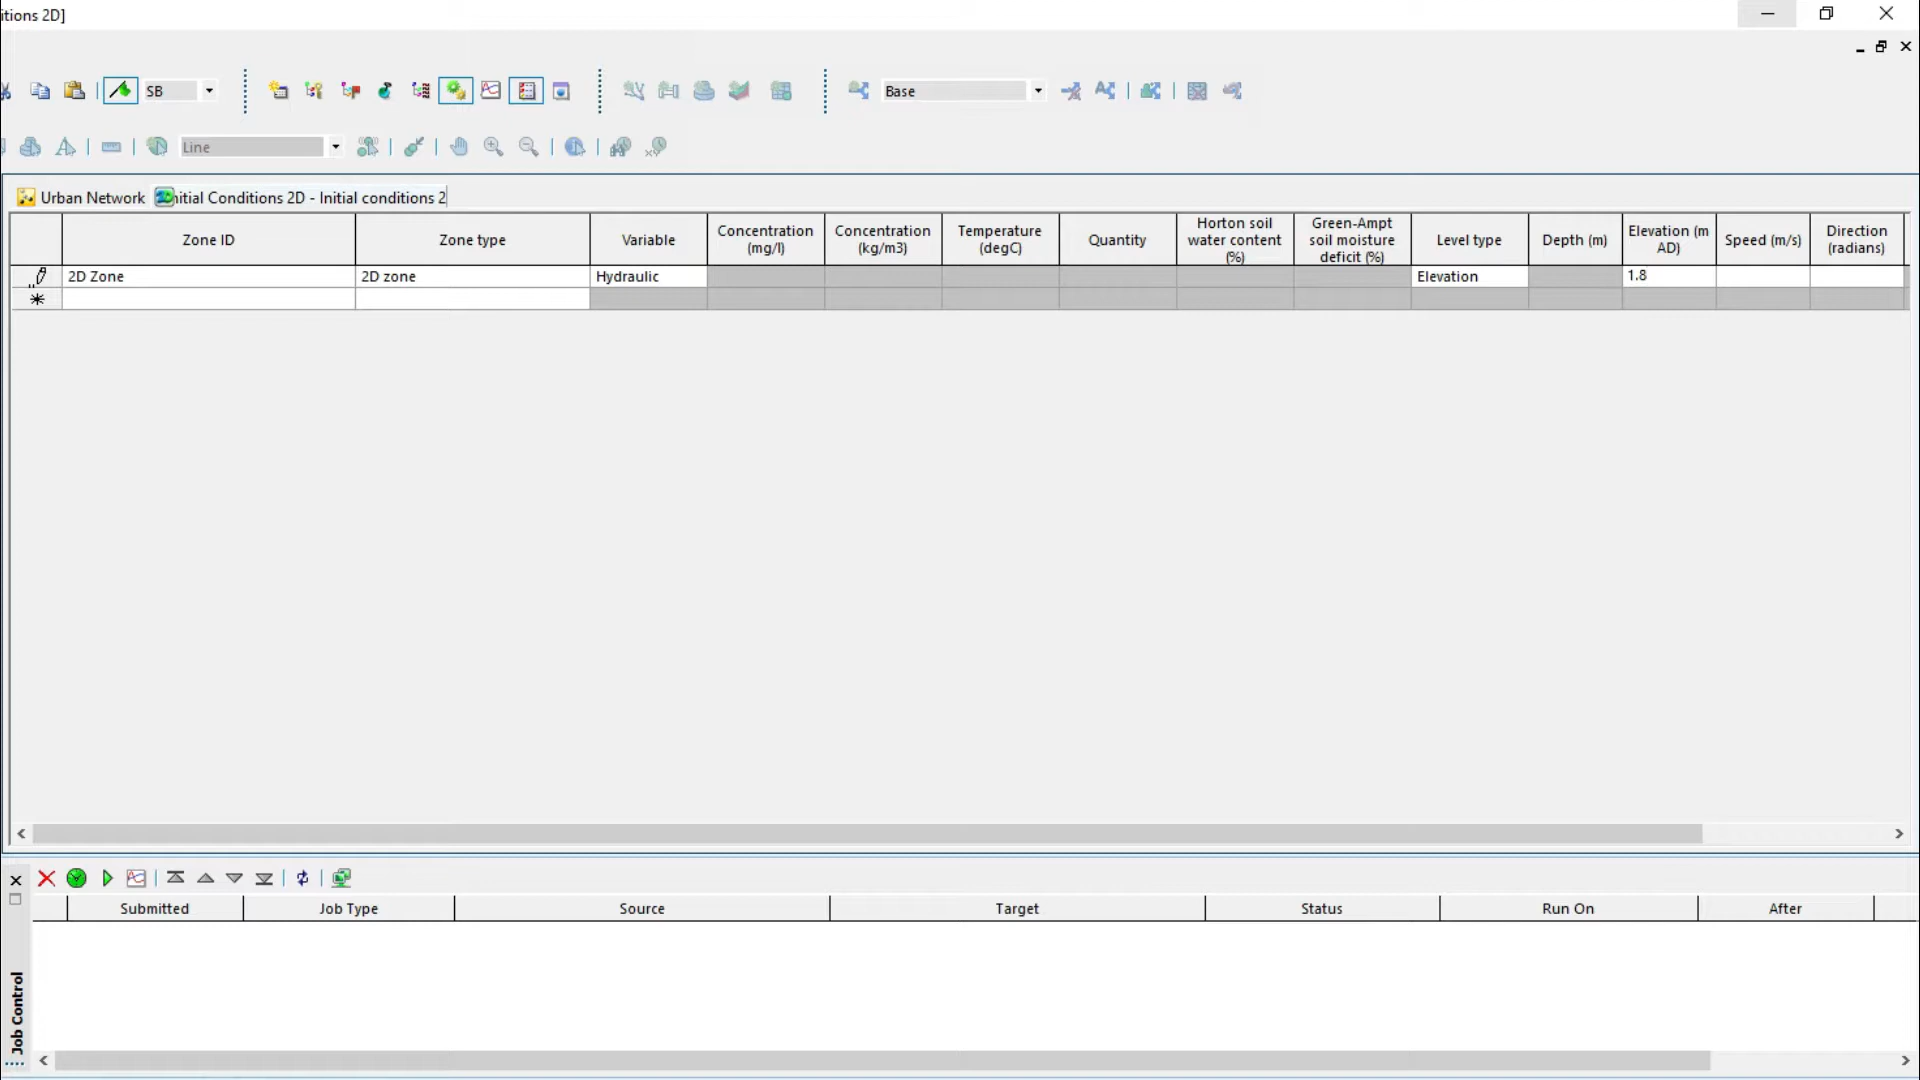 itions 2D]
SB
Base
Line
Urban Network
nitial Conditions 2D - Initial conditions 2
Zone ID
Zone type
Variable
Concentration
(mg/l)
Concentration
(kg/m3)
Temperature
(degC)
Quantity
Horton soil
water content
(%)
Green-Ampt
soil moisture
deficit (%)
Level type
Depth (m)
Elevation (m
AD)
Speed (m/s)
Direction
(radians)
2D Zone
2D zone
Hydraulic
Elevation
1.8
Submitted
Job Type
Source
Target
Status
Run On
After
Job Control